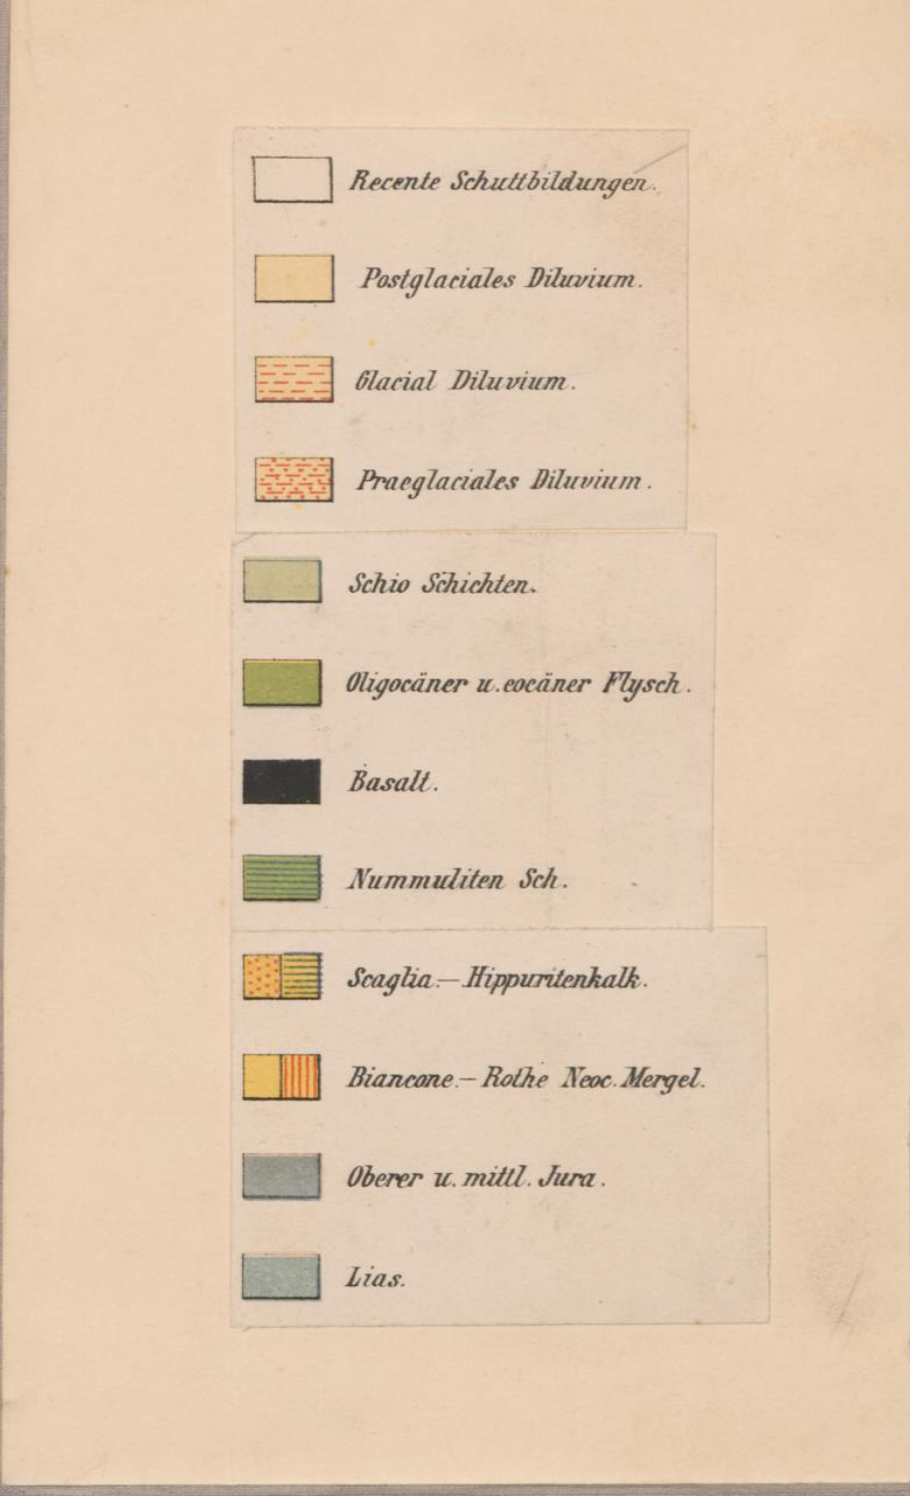 Recente Schuttbildungen.
Postglaciales Diluvium.
Glacial Diluvium.
Praeglaciales Diluvium.
Schio Schichten.
Oligocäner u. eocäner Flysch.
Basalt.
Nummuliten Sch.
Scaglia.—Hippuritenkalk.
Biancone.—Rothe Neoc. Mergel.
Oberer u. mittl. Jura.
Lias.